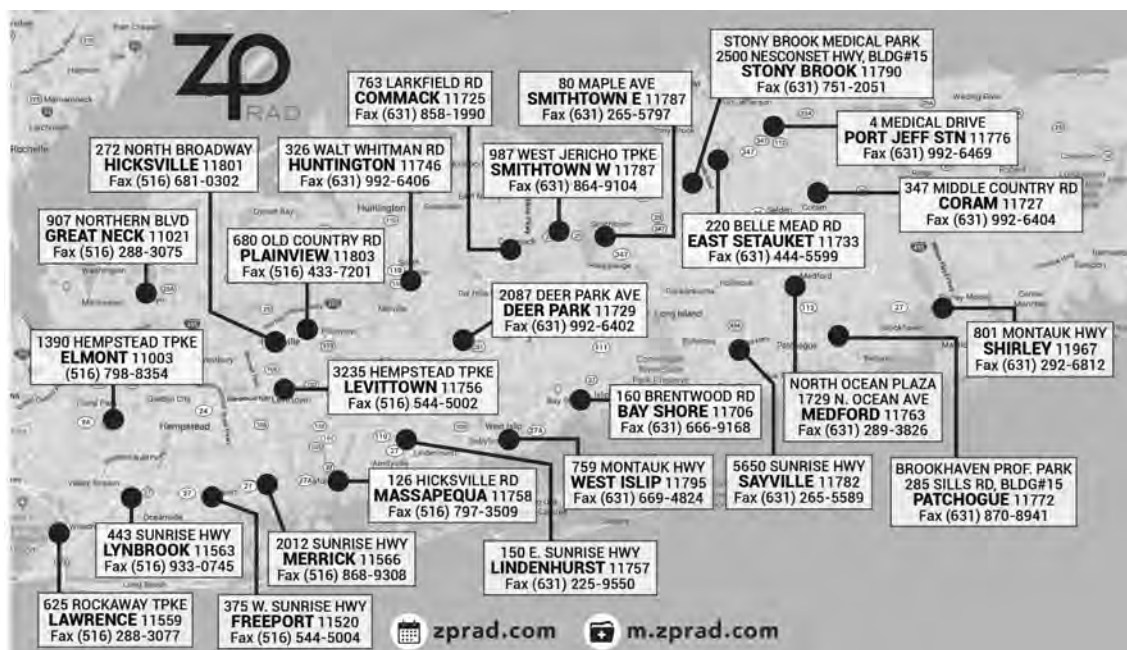 ZP
RAD
STONY BROOK MEDICAL PARK
2500 NESCONSET HWY, BLDG#15
STONY BROOK 11790
Fax (631) 751-2051
763 LARKFIELD RD
COMMACK 11725
Fax (631) 858-1990
80 MAPLE AVE
SMITHTOWN E 11787
Fax (631) 265-5797
4 MEDICAL DRIVE
PORT JEFF STN 11776
Fax (631) 992-6469
272 NORTH BROADWAY
HICKSVILLE 11801
Fax (516) 681-0302
326 WALT WHITMAN RD
HUNTINGTON 11746
Fax (631) 992-6406
987 WEST JERICHO TPKE
SMITHTOWN W 11787
Fax (631) 864-9104
347 MIDDLE COUNTRY RD
CORAM 11727
Fax (631) 992-6404
907 NORTHERN BLVD
GREAT NECK 11021
Fax (516) 288-3075
680 OLD COUNTRY RD
PLAINVIEW 11803
Fax (516) 433-7201
220 BELLE MEAD RD
EAST SETAUKET 11733
Fax (631) 444-5599
2087 DEER PARK AVE
DEER PARK 11729
Fax (631) 992-6402
1390 HEMPSTEAD TPKE
ELMONT 11003
(516) 798-8354
801 MONTAUK HWY
SHIRLEY 11967
Fax (631) 292-6812
3235 HEMPSTEAD TPKE
LEVITTOWN 11756
Fax (516) 544-5002
160 BRENTWOOD RD
BAY SHORE 11706
Fax (631) 666-9168
NORTH OCEAN PLAZA
1729 N. OCEAN AVE
MEDFORD 11763
Fax (631) 289-3826
126 HICKSVILLE RD
MASSAPEQUA 11758
Fax (516) 797-3509
759 MONTAUK HWY
WEST ISLIP 11795
Fax (631) 669-4824
5650 SUNRISE HWY
SAYVILLE 11782
Fax (631) 265-5589
BROOKHAVEN PROF. PARK
285 SILLS RD, BLDG#15
PATCHOGUE 11772
Fax (631) 870-8941
443 SUNRISE HWY
LYNBROOK 11563
Fax (516) 933-0745
2012 SUNRISE HWY
MERRICK 11566
Fax (516) 868-9308
150 E. SUNRISE HWY
LINDENHURST 11757
Fax (631) 225-9550
625 ROCKAWAY TPKE
LAWRENCE 11559
Fax (516) 288-3077
375 W. SUNRISE HWY
FREEPORT 11520
Fax (516) 544-5004
zprad.com
m.zprad.com
Huntington
Melville
Hempstead
Long Island
Medford
West Islip
Lindenhurst